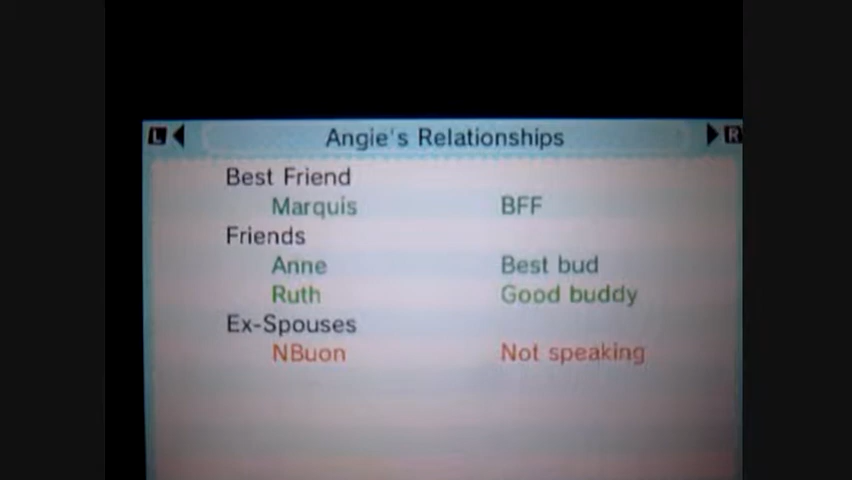 L Angie's Relationships R
Best Friend
Marquis BFF
Friends
Anne Best bud
Ruth Good buddy
Ex-Spouses
NBuon Not speaking